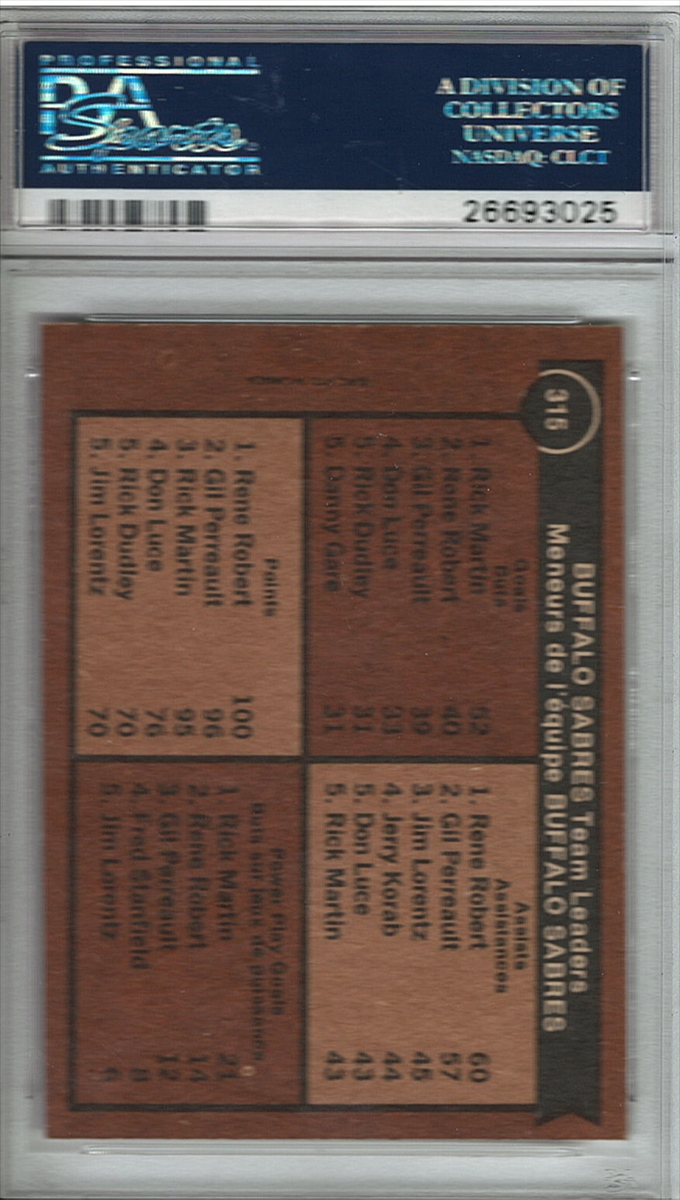 PROFESSIONAL
PSA
Sports
AUTHENTICATOR
A DIVISION OF
COLLECTORS
UNIVERSE
NASDAQ: CLCT
26693025
315
BUFFALO SABRES Team Leaders
Meneurs de l'équipe BUFFALO SABRES
Goals
Buts
1. Rick Martin 52
2. Rene Robert 40
3. Gil Perreault 39
4. Don Luce 33
5. Rick Dudley 31
5. Danny Gare 31
Assists
Assistances
1. Rene Robert 60
2. Gil Perreault 57
3. Jim Lorentz 45
4. Jerry Korab 44
5. Don Luce 43
5. Rick Martin 43
Points
1. Rene Robert 100
2. Gil Perreault 96
3. Rick Martin 95
4. Don Luce 76
5. Rick Dudley 70
5. Jim Lorentz 70
Power Play Goals
Buts sur jeux de puissance
1. Rick Martin 21
2. Rene Robert 14
3. Gil Perreault 12
4. Fred Stanfield 8
5. Jim Lorentz 6